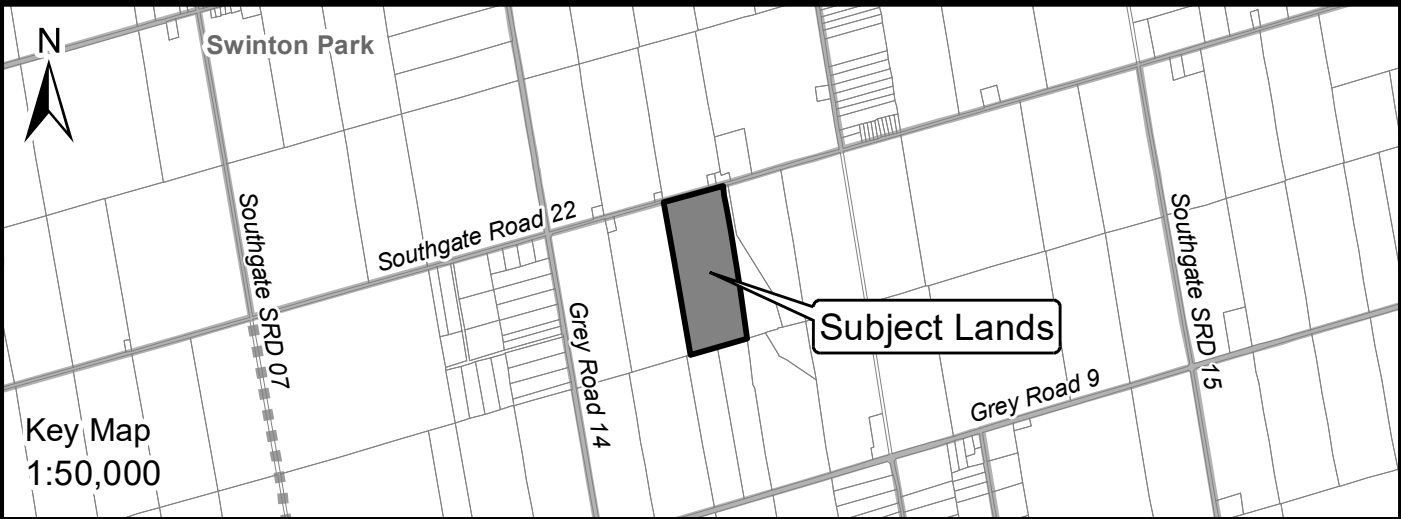 N
Swinton Park
Southgate Road 22
Southgate SRD 07
Grey Road 14
Subject Lands
Southgate SRD 15
Grey Road 9
Key Map
1:50,000